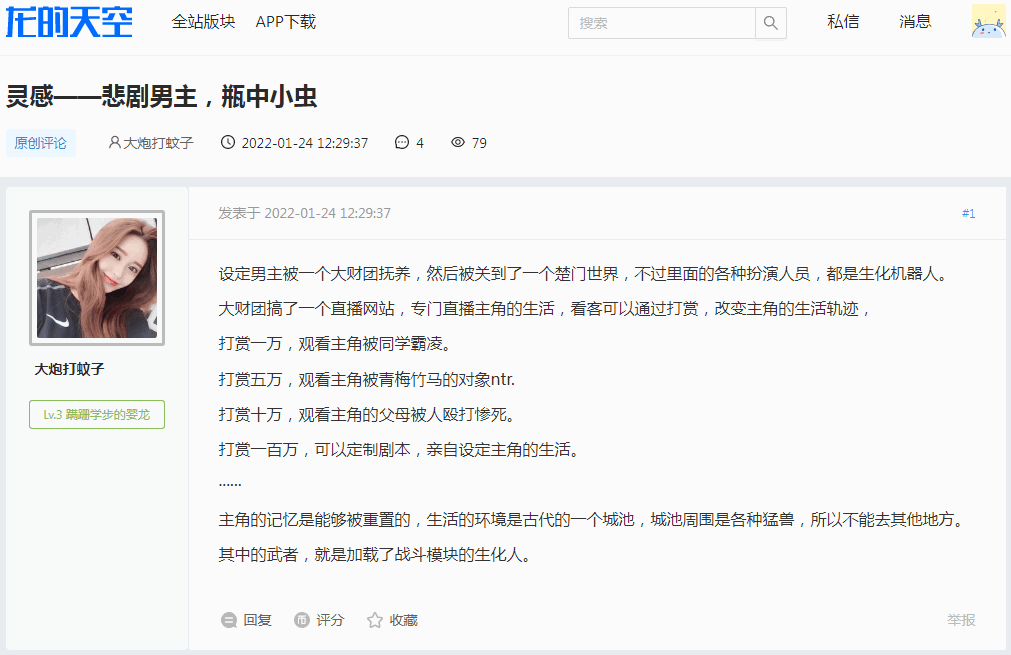 龙的天空
全站版块 APP下载 搜索 私信 消息
灵感——悲剧男主，瓶中小虫
原创评论 大炮打蚊子 2022-01-24 12:29:37 4 79
发表于 2022-01-24 12:29:37 #1
大炮打蚊子
Lv.3 蹒跚学步的婴龙
设定男主被一个大财团抚养，然后被关到了一个楚门世界，不过里面的各种扮演人员，都是生化机器人。
大财团搞了一个直播网站，专门直播主角的生活，看客可以通过打赏，改变主角的生活轨迹，
打赏一万，观看主角被同学霸凌。
打赏五万，观看主角被青梅竹马的对象ntr.
打赏十万，观看主角的父母被人殴打惨死。
打赏一百万，可以定制剧本，亲自设定主角的生活。
......
主角的记忆是能够被重置的，生活的环境是古代的一个城池，城池周围是各种猛兽，所以不能去其他地方。
其中的武者，就是加载了战斗模块的生化人。
回复 评分 收藏 举报